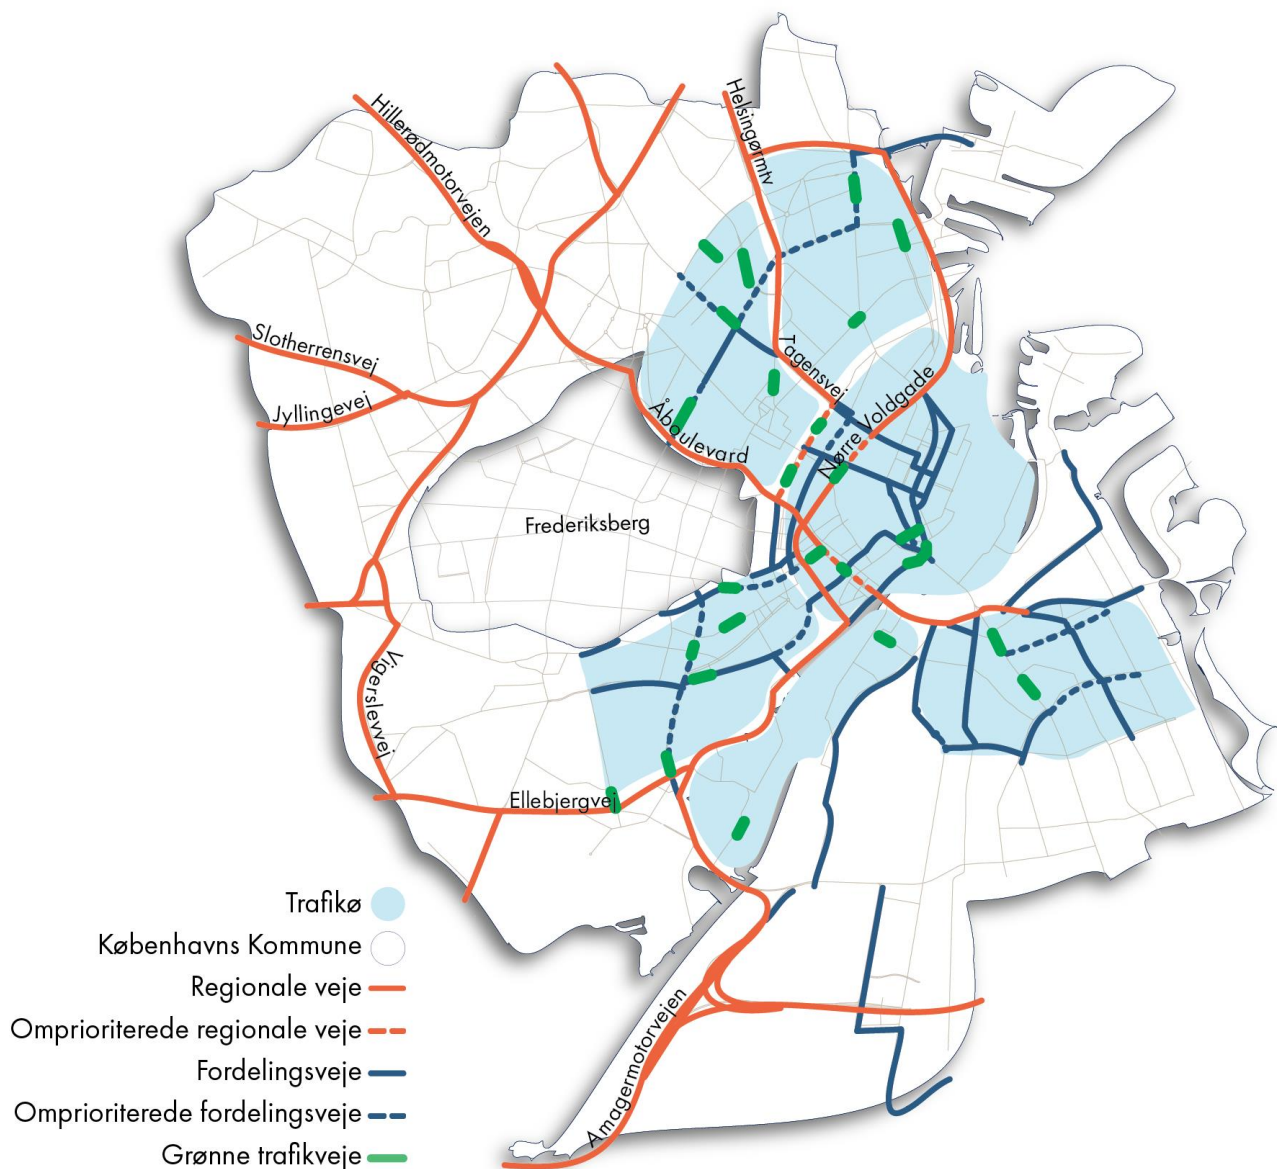 Hillerødmotorvejen
Helsingørmtv
Slotherrensvej
Jyllingevej
Tagensvej
Åboulevard
Nørre Voldgade
Frederiksberg
Vigerslevvej
Ellebjergvej
Amagermotorvejen
Trafikø
Københavns Kommune
Regionale veje
Omprioriterede regionale veje
Fordelingsveje
Omprioriterede fordelingsveje
Grønne trafikveje